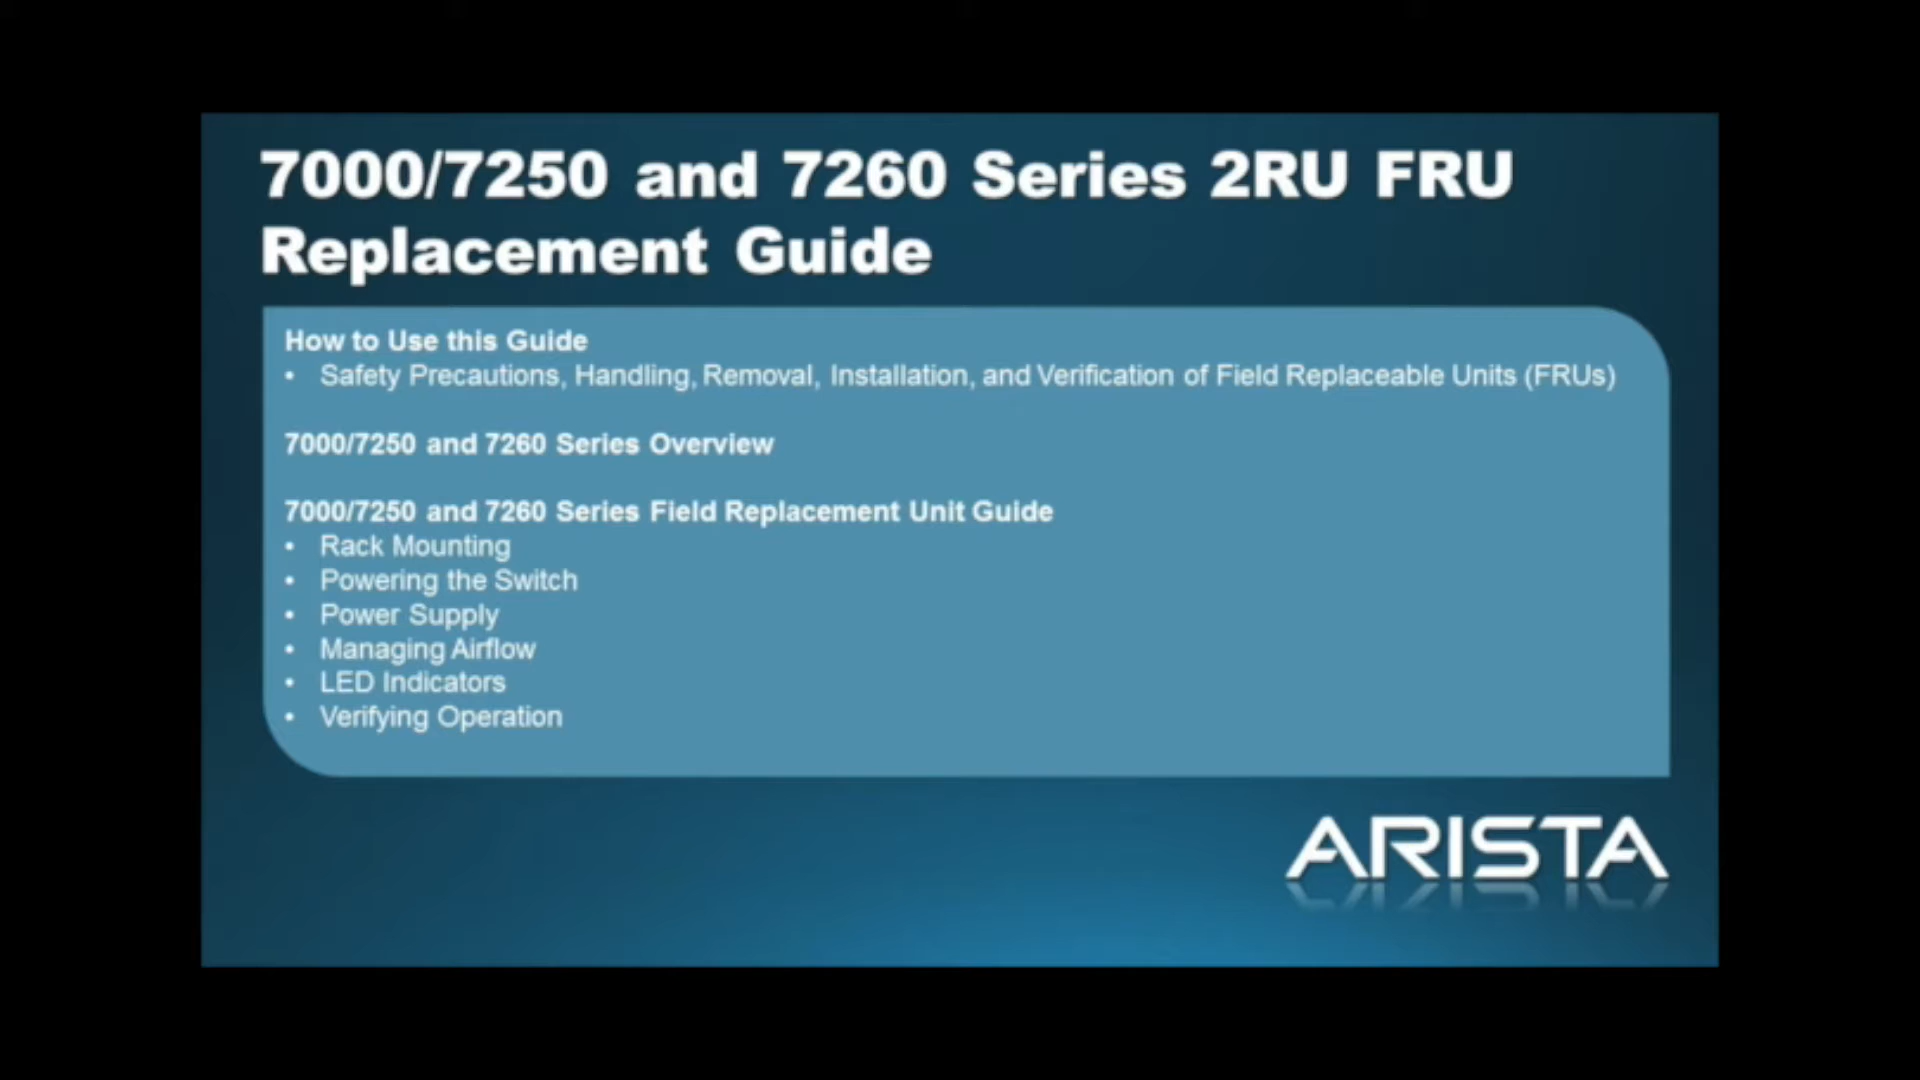 7000/7250 and 7260 Series 2RU FRU
Replacement Guide
How to Use this Guide
• Safety Precautions, Handling, Removal, Installation, and Verification of Field Replaceable Units (FRUs)
7000/7250 and 7260 Series Overview
7000/7250 and 7260 Series Field Replacement Unit Guide
• Rack Mounting
• Powering the Switch
• Power Supply
• Managing Airflow
• LED Indicators
• Verifying Operation
ARISTA